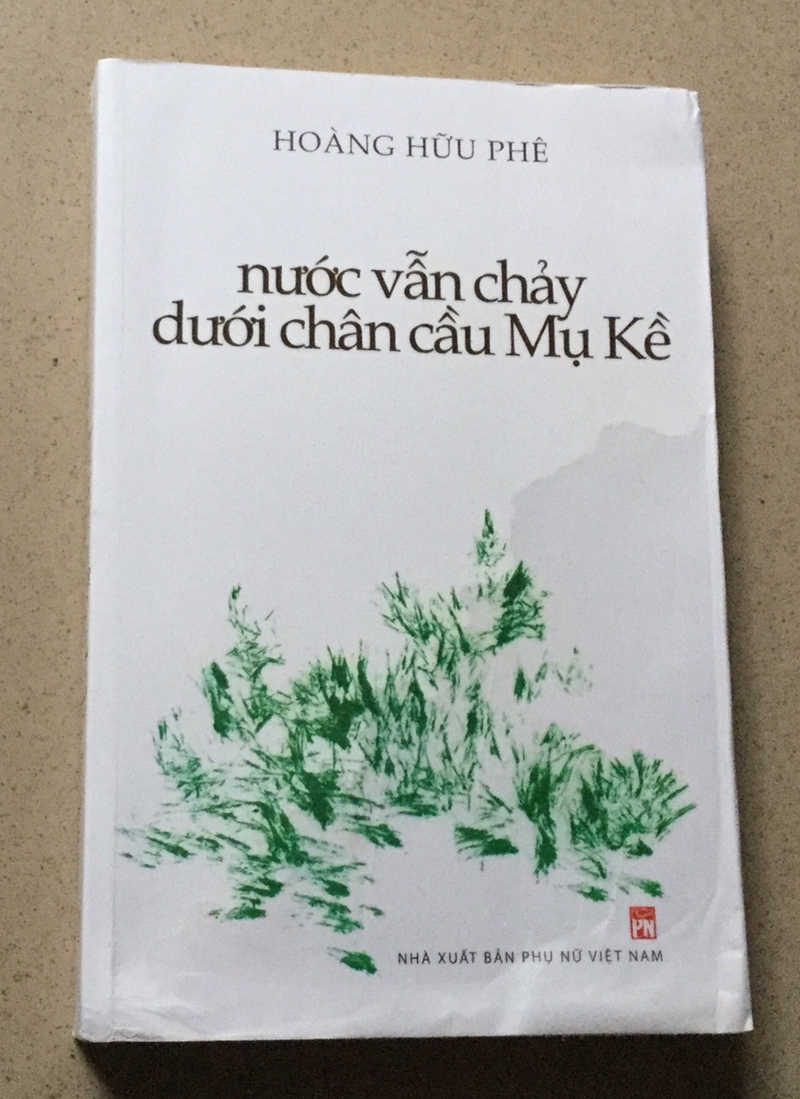 HOÀNG HỮU PHÊ
nước vẫn chảy
dưới chân cầu Mụ Kề
PN
NHÀ XUẤT BẢN PHỤ NỮ VIỆT NAM